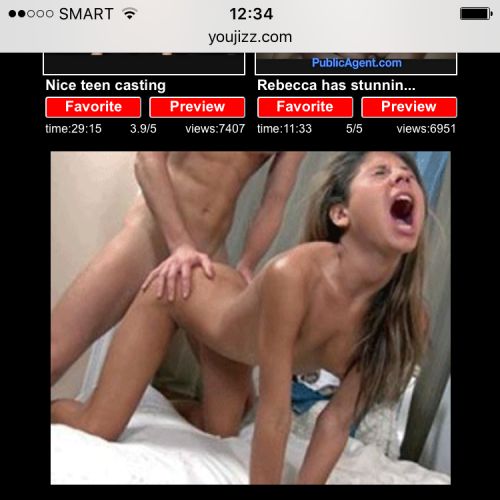 SMART 12:34
youjizz.com
PublicAgent.com
Nice teen casting
Rebecca has stunnin...
Favorite Preview Favorite Preview
time:29:15 3.9/5 views:7407 time:11:33 5/5 views:6951